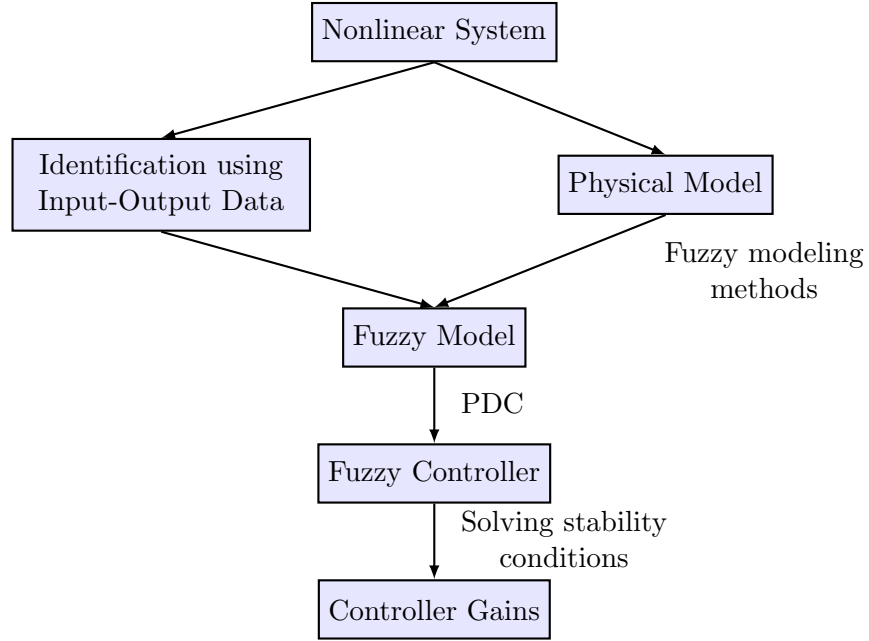 Nonlinear System
Identification using
Input-Output Data
Physical Model
Fuzzy modeling
methods
Fuzzy Model
PDC
Fuzzy Controller
Solving stability
conditions
Controller Gains